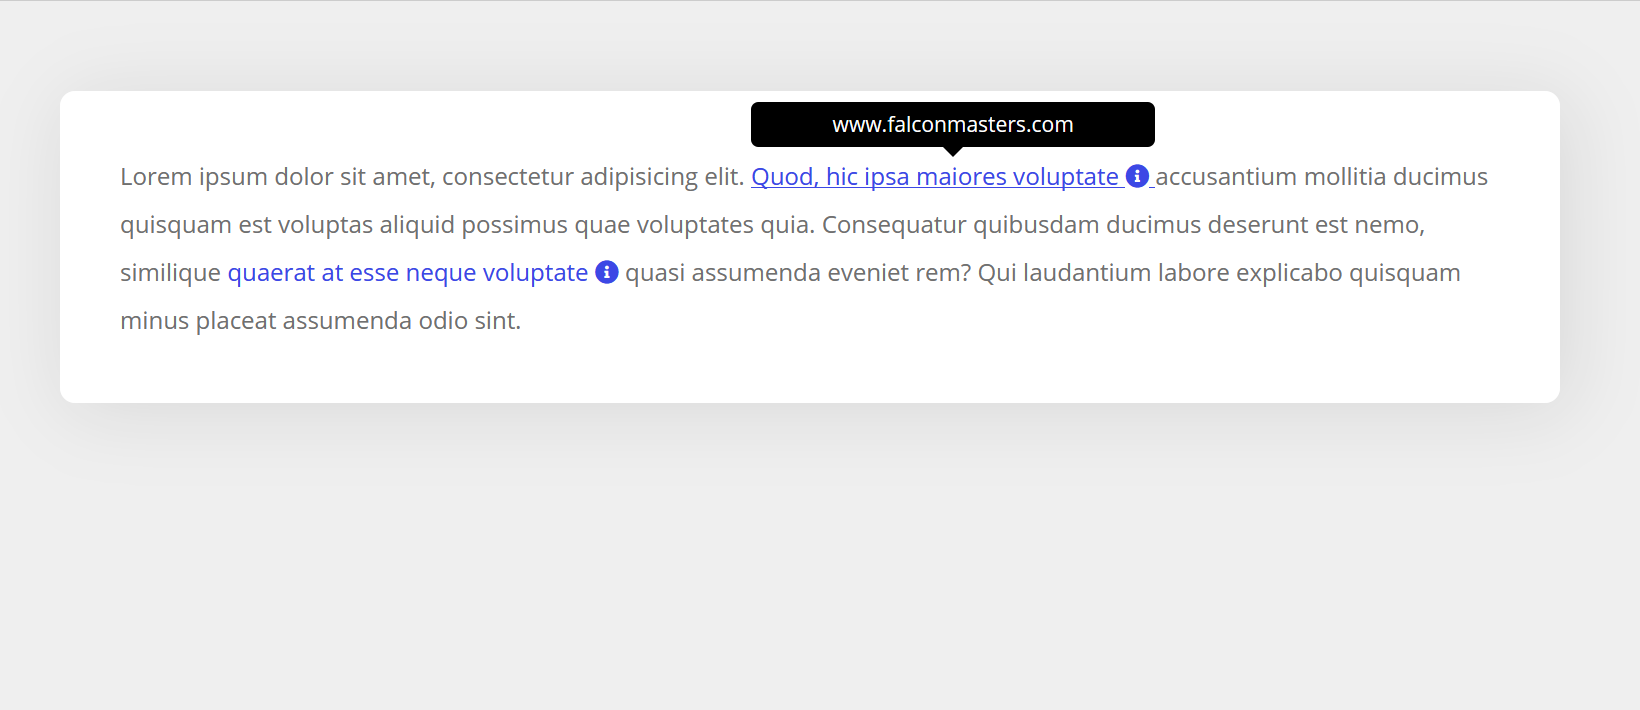 www.falconmasters.com
Lorem ipsum dolor sit amet, consectetur adipisicing elit. Quod, hic ipsa maiores voluptate accusantium mollitia ducimus
quisquam est voluptas aliquid possimus quae voluptates quia. Consequatur quibusdam ducimus deserunt est nemo,
similique quaerat at esse neque voluptate quasi assumenda eveniet rem? Qui laudantium labore explicabo quisquam
minus placeat assumenda odio sint.